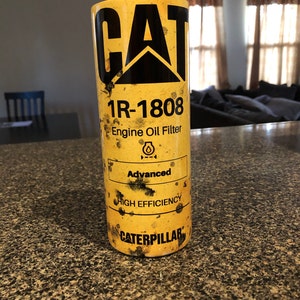 CAT
1R-1808
Engine Oil Filter
Advanced
HIGH EFFICIENCY
CATERPILLAR